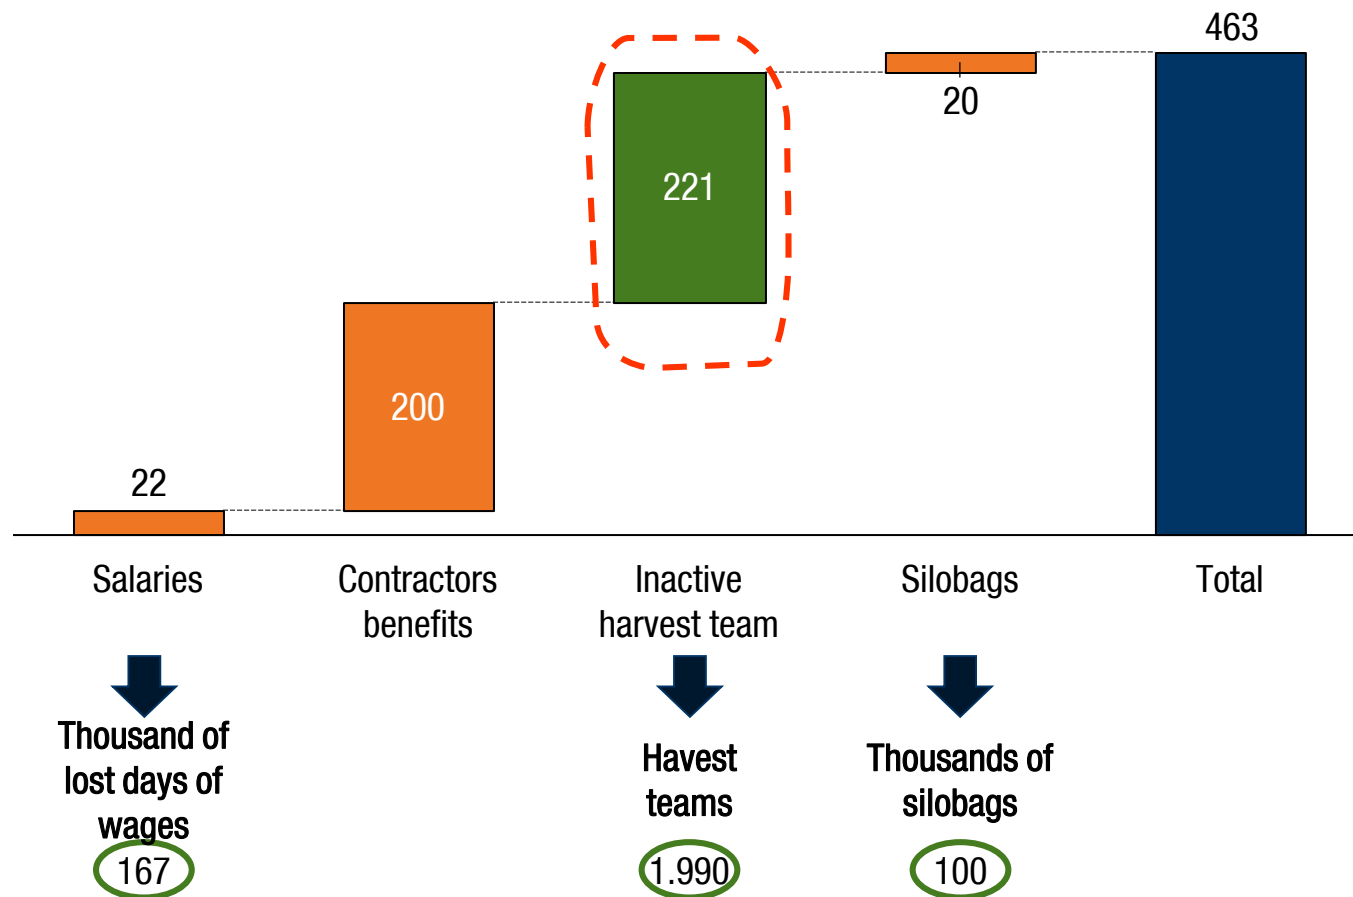 463
20
221
200
22
Salaries
Contractors
benefits
Inactive
harvest team
Silobags
Total
Thousand of
lost days of
wages
Havest
teams
Thousands of
silobags
167
1.990
100